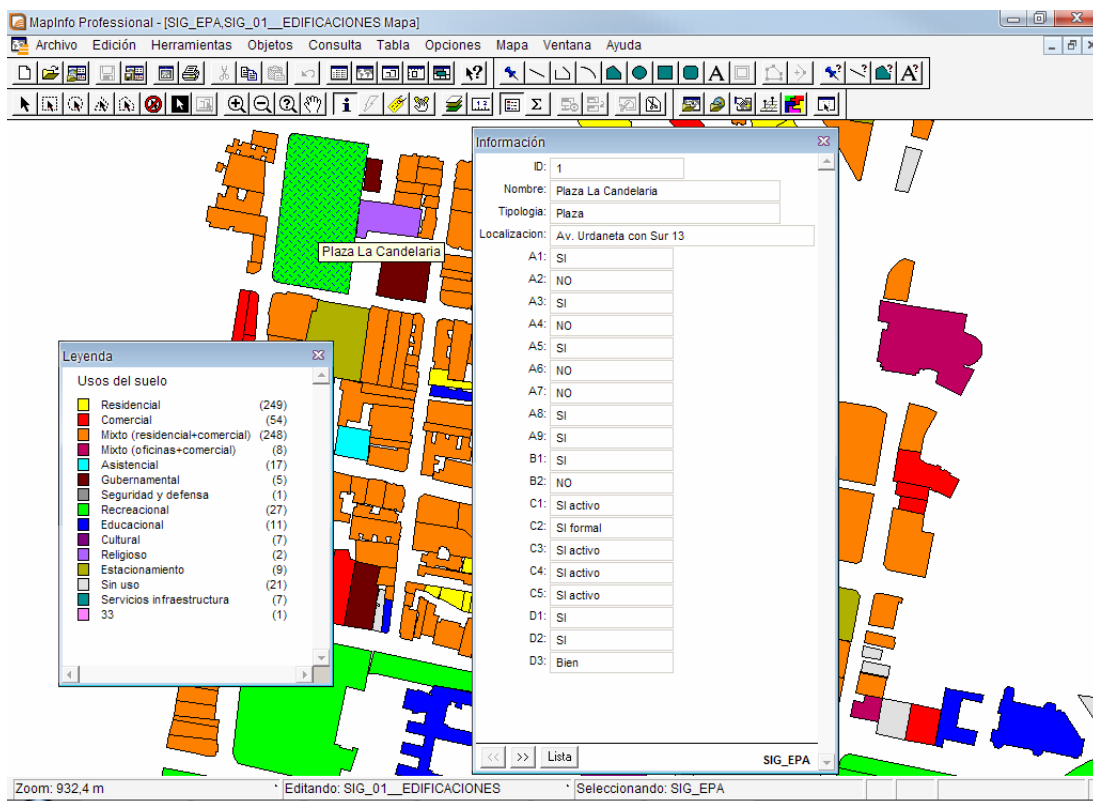 MapInfo Professional - [SIG_EPA,SIG_01__EDIFICACIONES Mapa]
Archivo Edición Herramientas Objetos Consulta Tabla Opciones Mapa Ventana Ayuda
Plaza La Candelaria
Leyenda
Usos del suelo
Residencial (249)
Comercial (54)
Mixto (residencial+comercial) (248)
Mixto (oficinas+comercial) (8)
Asistencial (17)
Gubernamental (5)
Seguridad y defensa (1)
Recreacional (27)
Educacional (11)
Cultural (7)
Religioso (2)
Estacionamiento (9)
Sin uso (21)
Servicios infraestructura (7)
33 (1)
Información
ID: 1
Nombre: Plaza La Candelaria
Tipologia: Plaza
Localizacion: Av. Urdaneta con Sur 13
A1: SI
A2: NO
A3: SI
A4: NO
A5: SI
A6: NO
A7: NO
A8: SI
A9: SI
B1: SI
B2: NO
C1: SI activo
C2: SI formal
C3: SI activo
C4: SI activo
C5: SI activo
D1: SI
D2: SI
D3: Bien
<< >> Lista SIG_EPA
Zoom: 932,4 m Editando: SIG_01__EDIFICACIONES Seleccionando: SIG_EPA